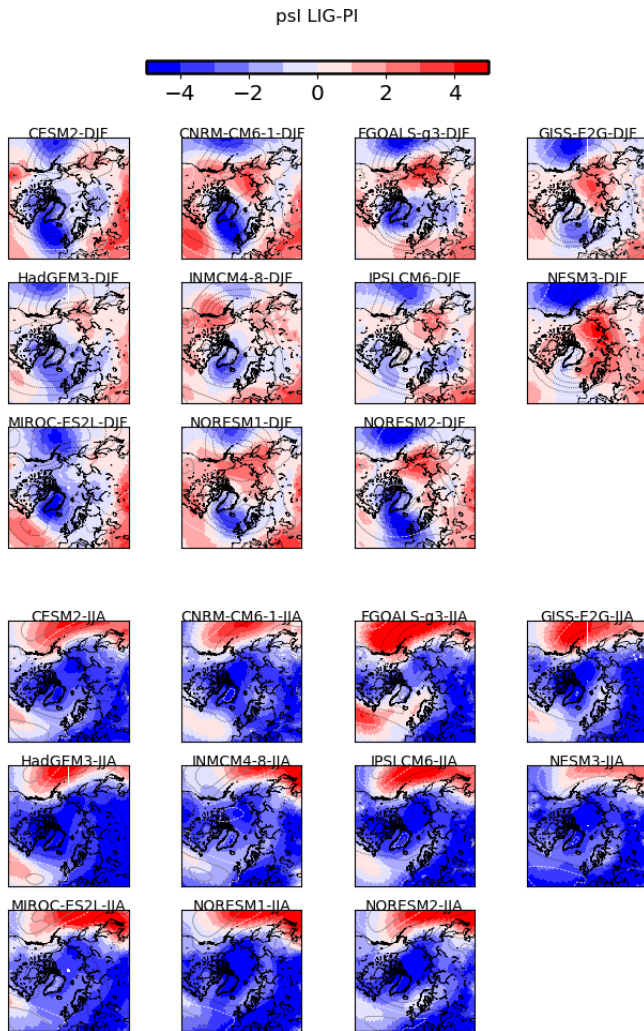 psl LIG-PI
−4 −2 0 2 4
CESM2-DJF CNRM-CM6-1-DJF FGOALS-g3-DJF GISS-E2G-DJF
HadGEM3-DJF INMCM4-8-DJF IPSLCM6-DJF NESM3-DJF
MIROC-ES2L-DJF NORESM1-DJF NORESM2-DJF
CESM2-JJA CNRM-CM6-1-JJA FGOALS-g3-JJA GISS-E2G-JJA
HadGEM3-JJA INMCM4-8-JJA IPSLCM6-JJA NESM3-JJA
MIROC-ES2L-JJA NORESM1-JJA NORESM2-JJA